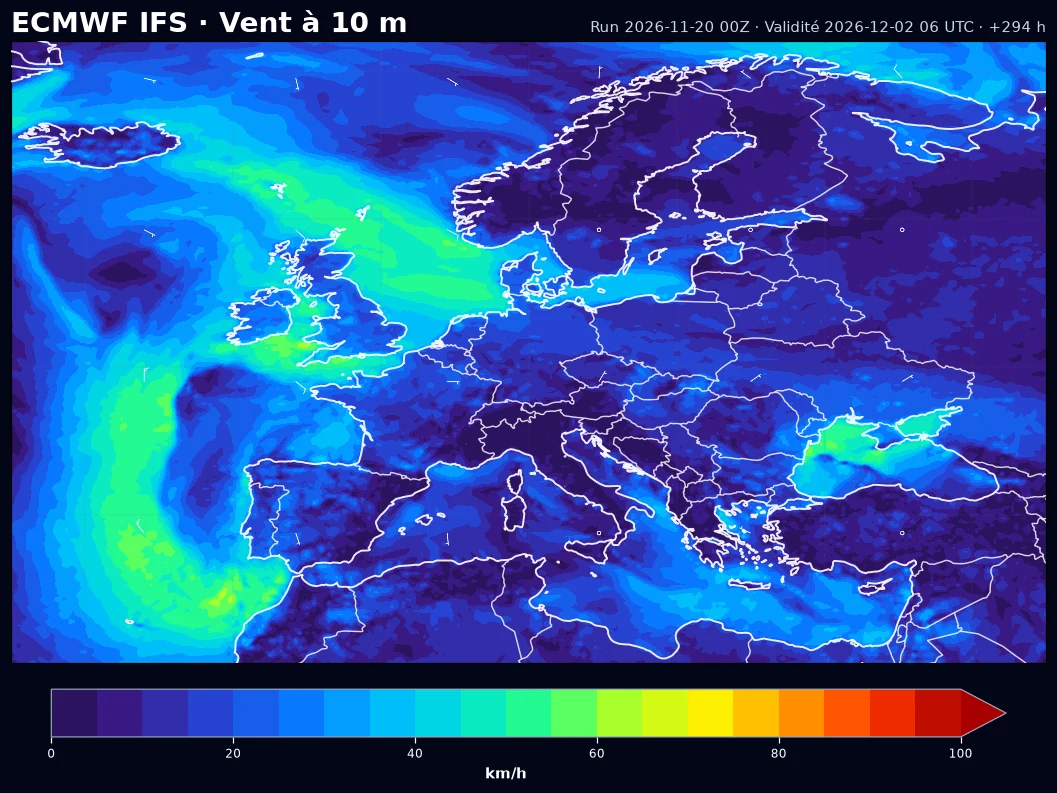 ECMWF IFS · Vent à 10 m
Run 2026-11-20 00Z · Validité 2026-12-02 06 UTC · +294 h
0 20 40 60 80 100
km/h